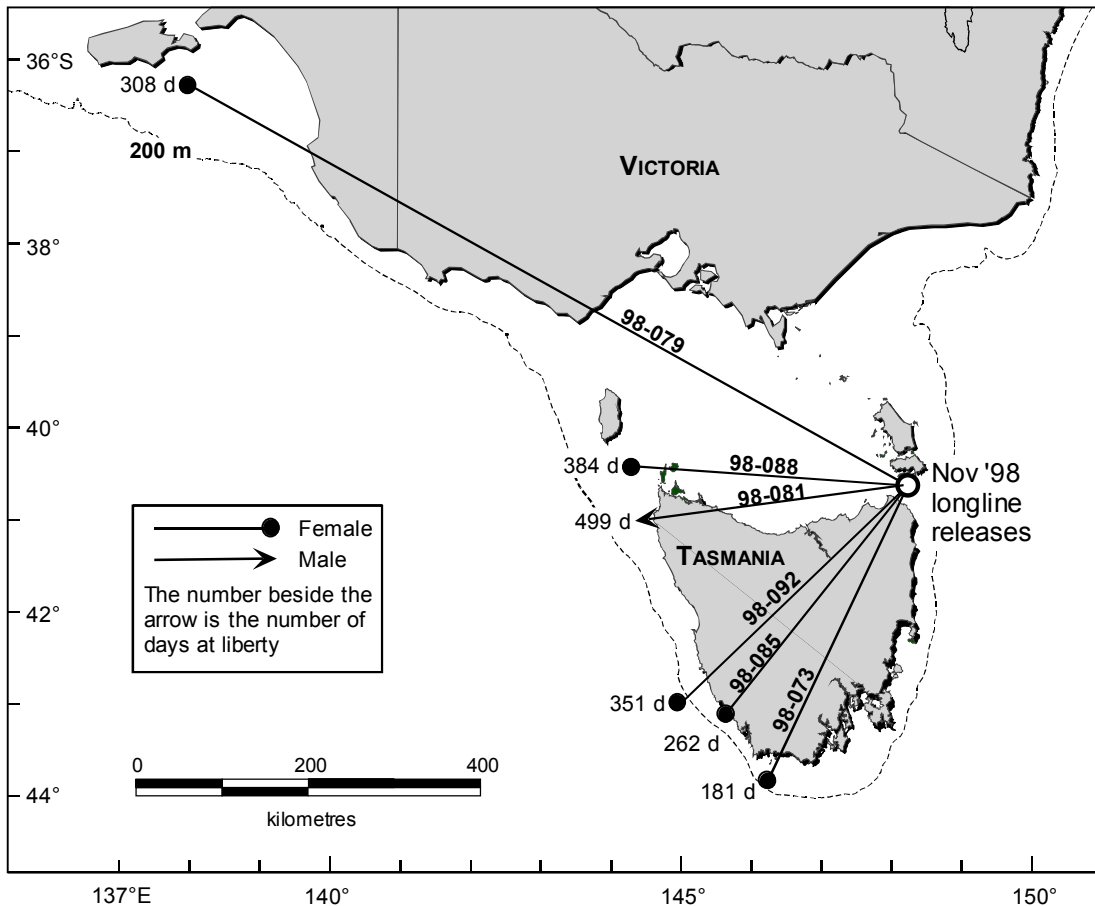 36°S
308 d
200 m
VICTORIA
38°
98-079
40°
384 d
98-088
98-081
499 d
Nov '98
longline
releases
TASMANIA
Female
Male
The number beside the
arrow is the number of
days at liberty
42°
98-092
98-085
98-073
351 d
262 d
181 d
0 200 400
kilometres
44°
137°E 140° 145° 150°